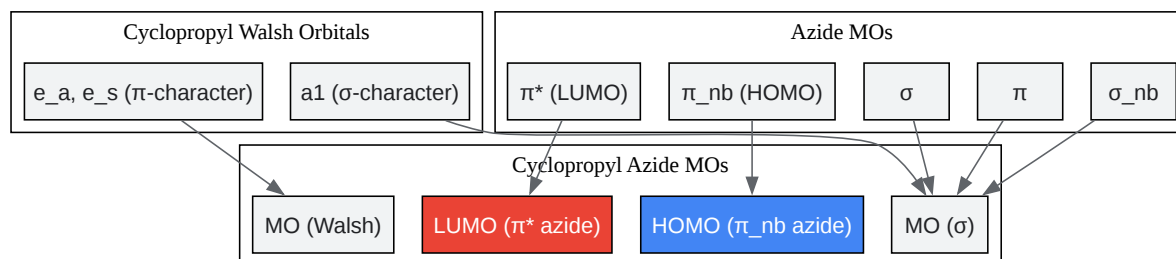 Cyclopropyl Walsh Orbitals
Azide MOs
e_a, e_s (π-character)
a1 (σ-character)
π* (LUMO)
π_nb (HOMO)
σ
π
σ_nb
Cyclopropyl Azide MOs
MO (Walsh)
LUMO (π* azide)
HOMO (π_nb azide)
MO (σ)